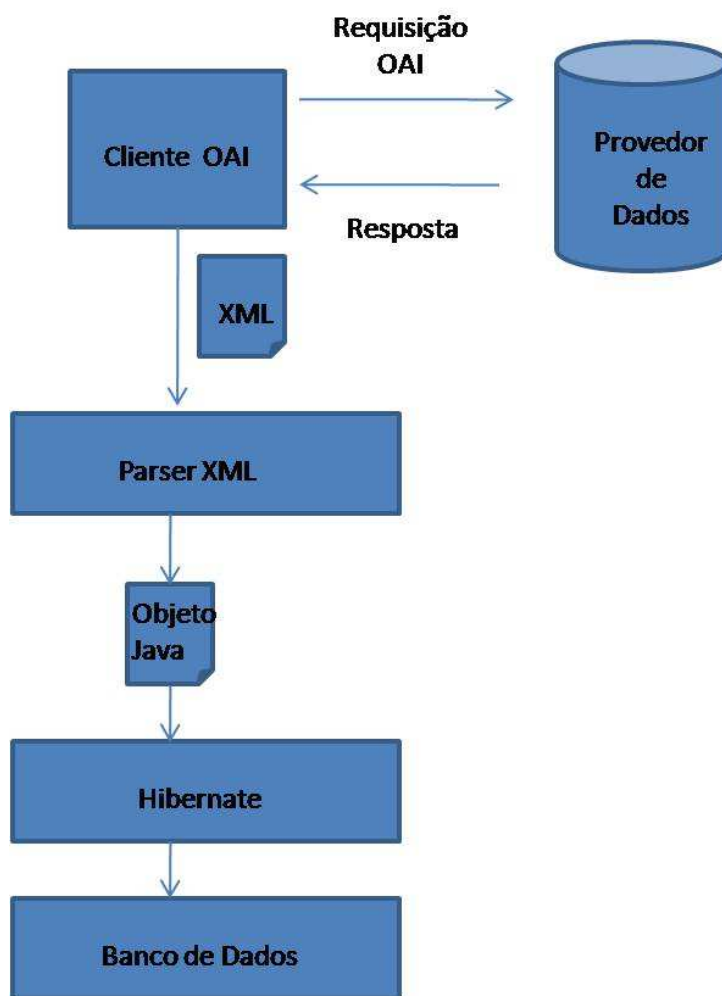 Requisição
OAI
Cliente OAI
Provedor
de
Dados
Resposta
XML
Parser XML
Objeto
Java
Hibernate
Banco de Dados